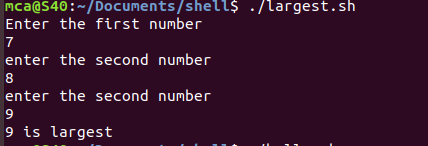 mca@S40:~/Documents/shell$ ./largest.sh
Enter the first number
7
enter the second number
8
enter the second number
9
9 is largest